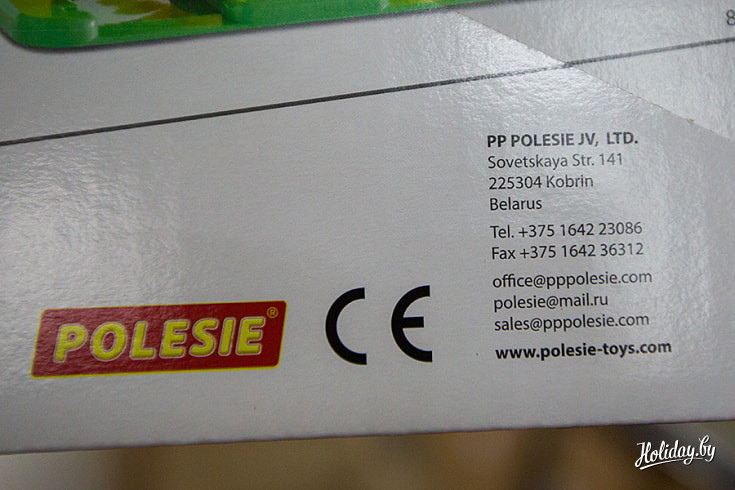 8
PP POLESIE JV, LTD.
Sovetskaya Str. 141
225304 Kobrin
Belarus
Tel. +375 1642 23086
Fax +375 1642 36312
office@pppolesie.com
polesie@mail.ru
sales@pppolesie.com
www.polesie-toys.com
POLESIE®
CE
Holiday.by